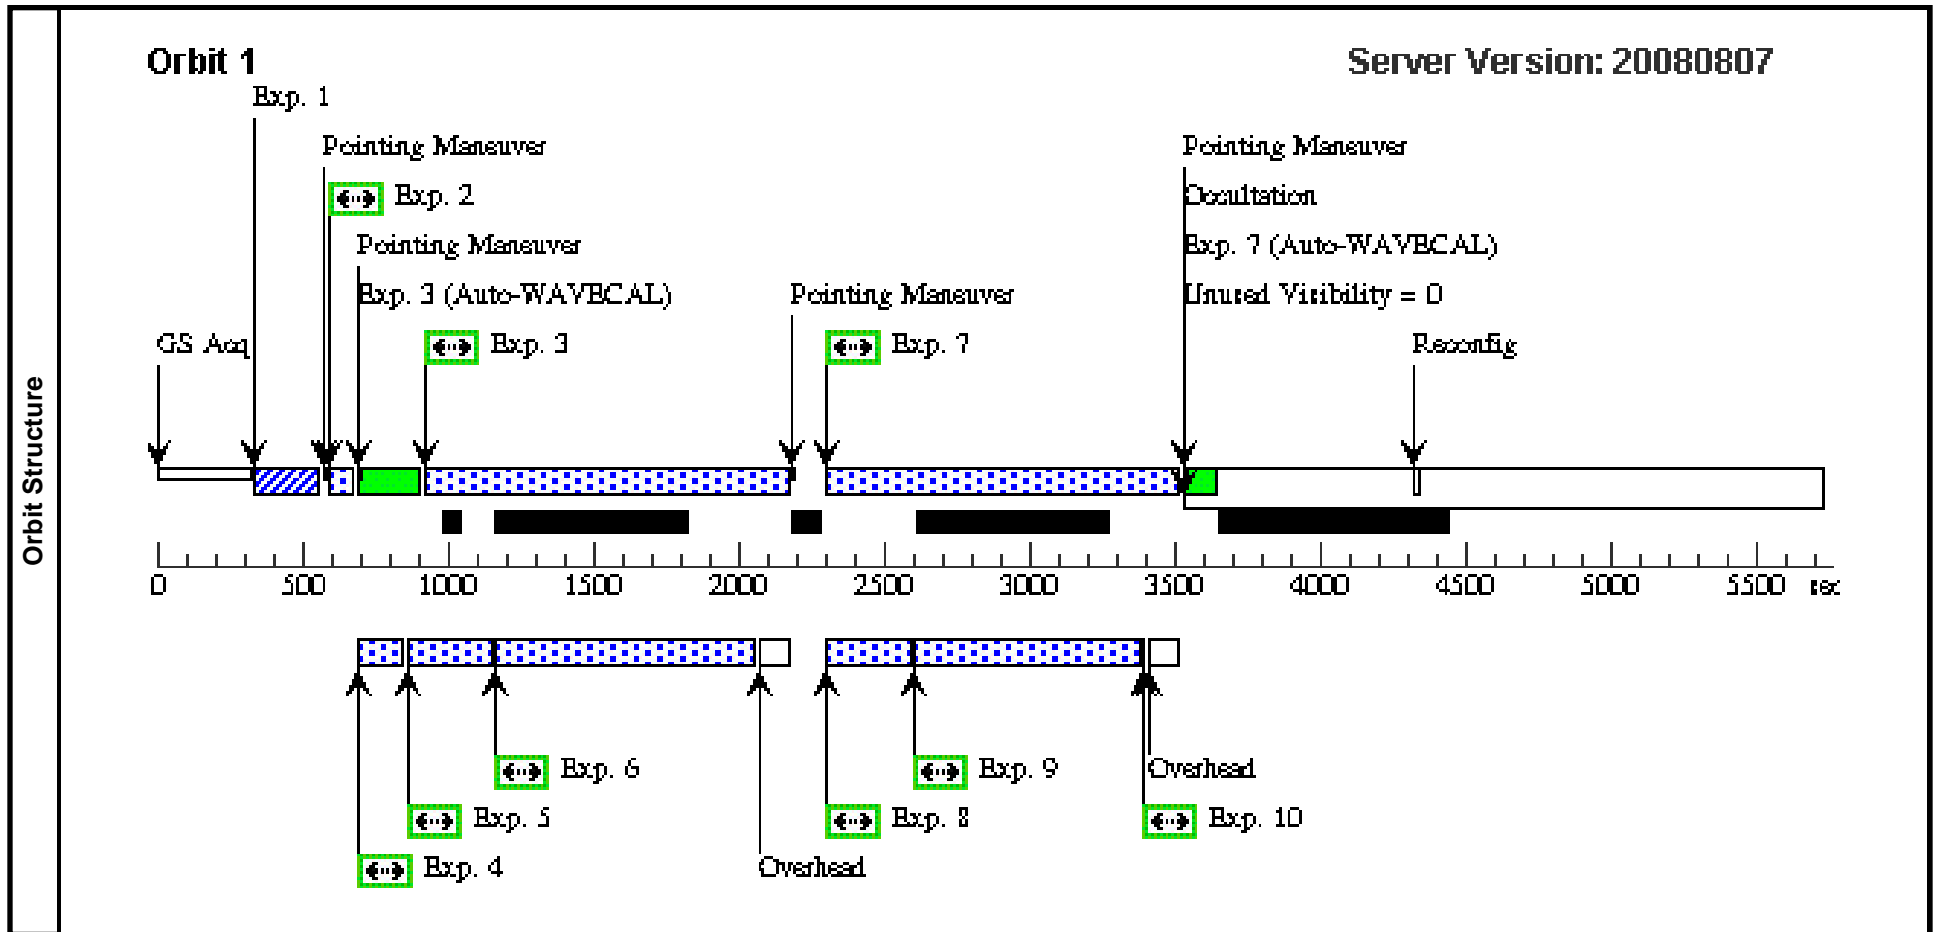 Orbit Structure
Orbit 1
Server Version: 20080807
Exp. 1
Pointing Maneuver
Pointing Maneuver
Exp. 2
Occultation
Pointing Maneuver
Exp. 7 (Auto-WAVECAL)
Exp. 3 (Auto-WAVECAL)
Pointing Maneuver
Unused Visibility = 0
GS Acq
Exp. 3
Exp. 7
Reconfig
0 500 1000 1500 2000 2500 3000 3500 4000 4500 5000 5500 sec
Exp. 6
Exp. 9
Overhead
Exp. 5
Exp. 8
Exp. 10
Exp. 4
Overhead